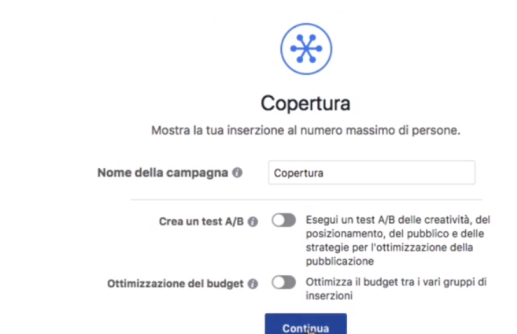 Copertura
Mostra la tua inserzione al numero massimo di persone.
Nome della campagna
Copertura
Crea un test A/B
Esegui un test A/B delle creatività, del
posizionamento, del pubblico e delle
strategie per l'ottimizzazione della
pubblicazione
Ottimizzazione del budget
Ottimizza il budget tra i vari gruppi di
inserzioni
Continua